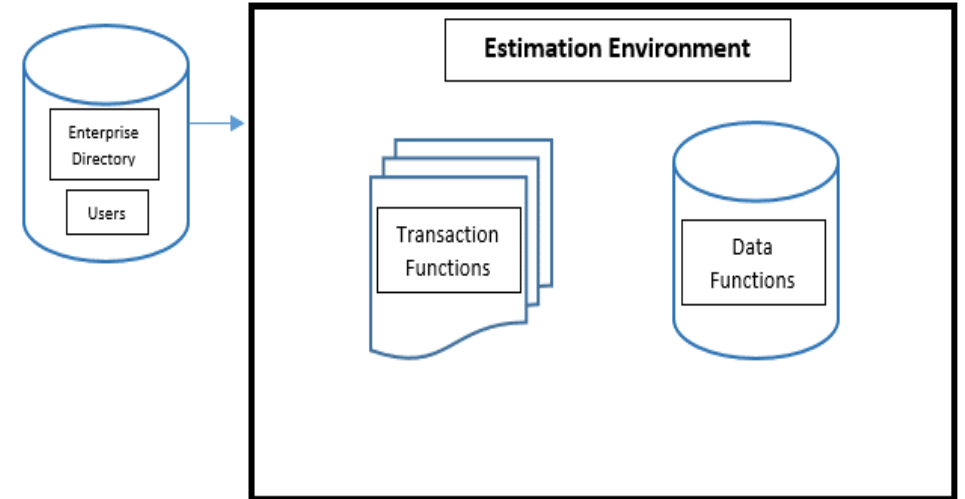 Estimation Environment
Enterprise
Directory
Users
Transaction
Functions
Data
Functions